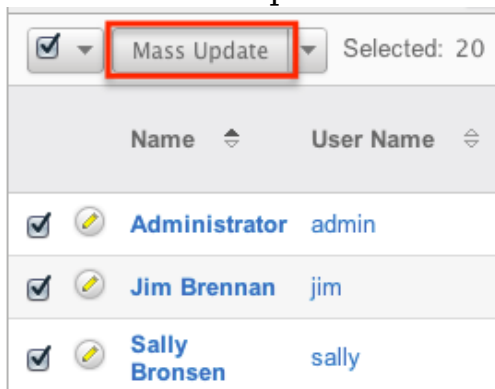 Mass Update Selected: 20
Name User Name
Administrator admin
Jim Brennan jim
Sally
Bronsen sally